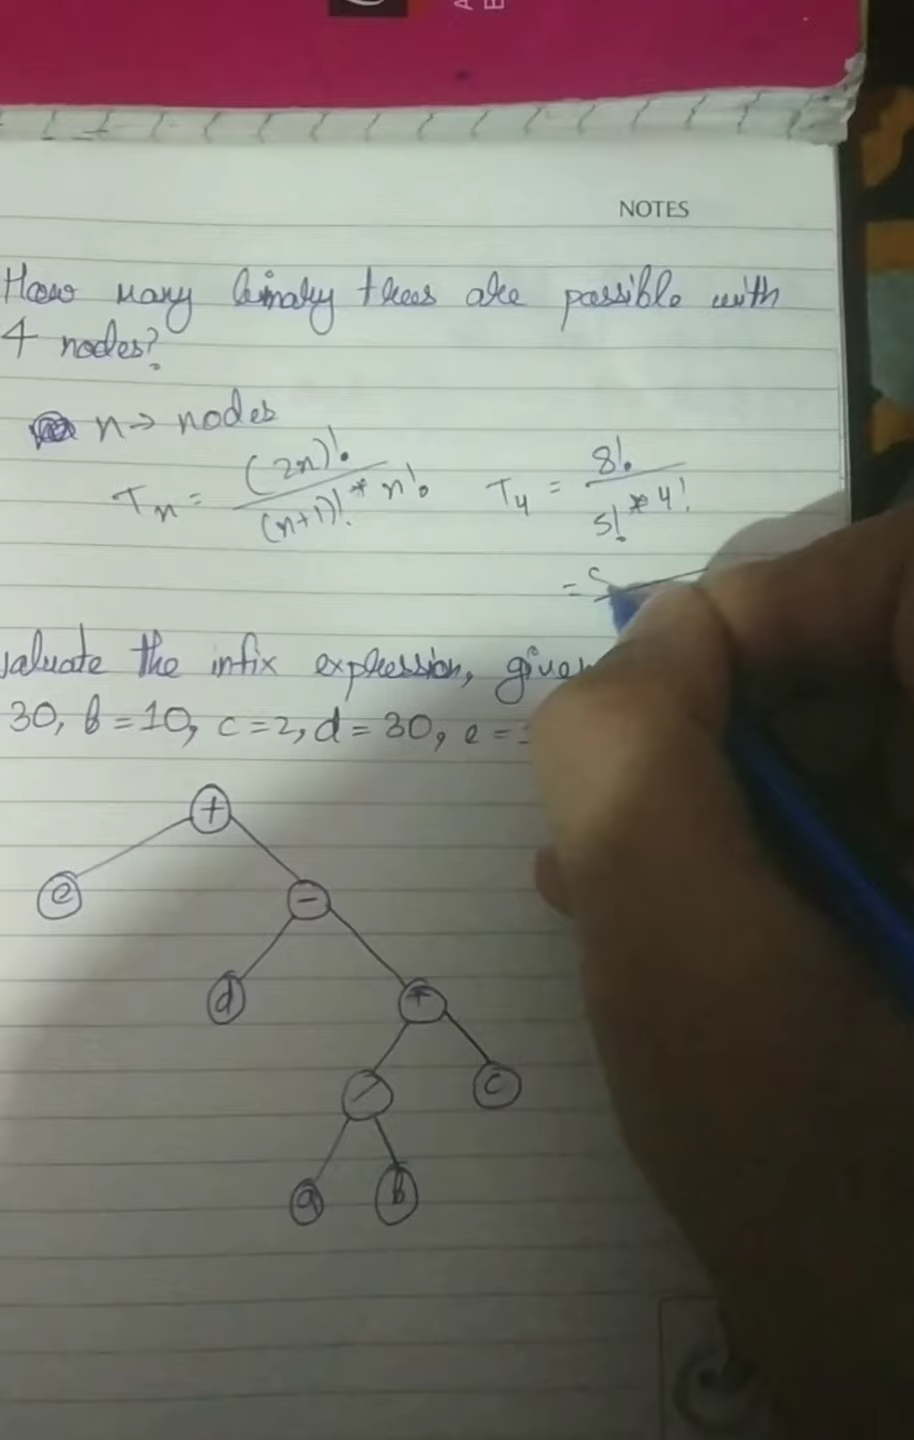 NOTES
How many binary trees are possible with
4 nodes?
n → nodes
Tn = (2n)! / (n+1)! * n!    T4 = 8! / 5! * 4!
=
valuate the infix expression, given
30, b = 10, c = 2, d = 30, e =
+
e
-
d
*
/
c
a
b